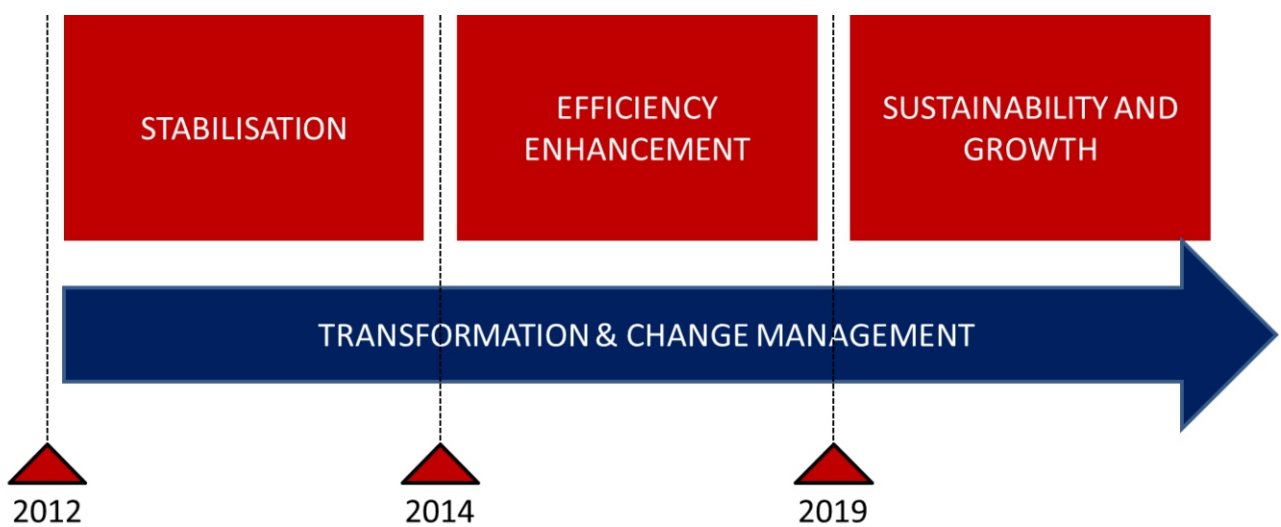 STABILISATION
EFFICIENCY
ENHANCEMENT
SUSTAINABILITY AND
GROWTH
TRANSFORMATION & CHANGE MANAGEMENT
2012
2014
2019